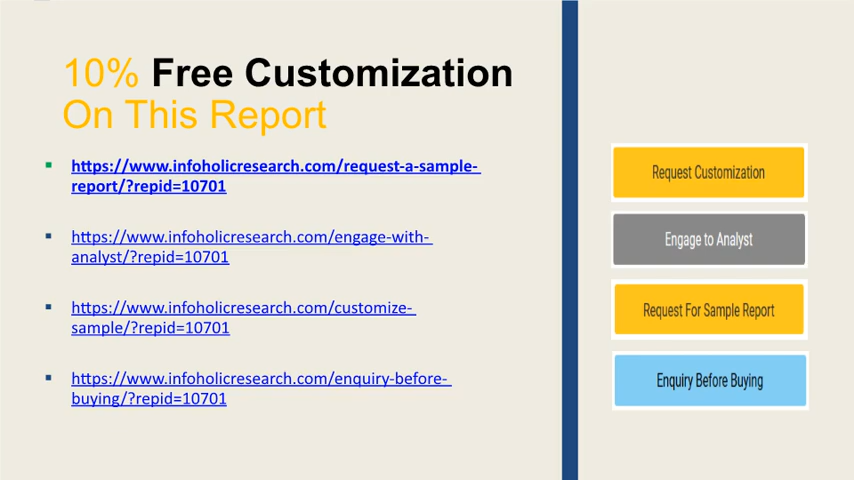 10% Free Customization
On This Report
https://www.infoholicresearch.com/request-a-sample-
report/?repid=10701
https://www.infoholicresearch.com/engage-with-
analyst/?repid=10701
https://www.infoholicresearch.com/customize-
sample/?repid=10701
https://www.infoholicresearch.com/enquiry-before-
buying/?repid=10701
Request Customization
Engage to Analyst
Request For Sample Report
Enquiry Before Buying